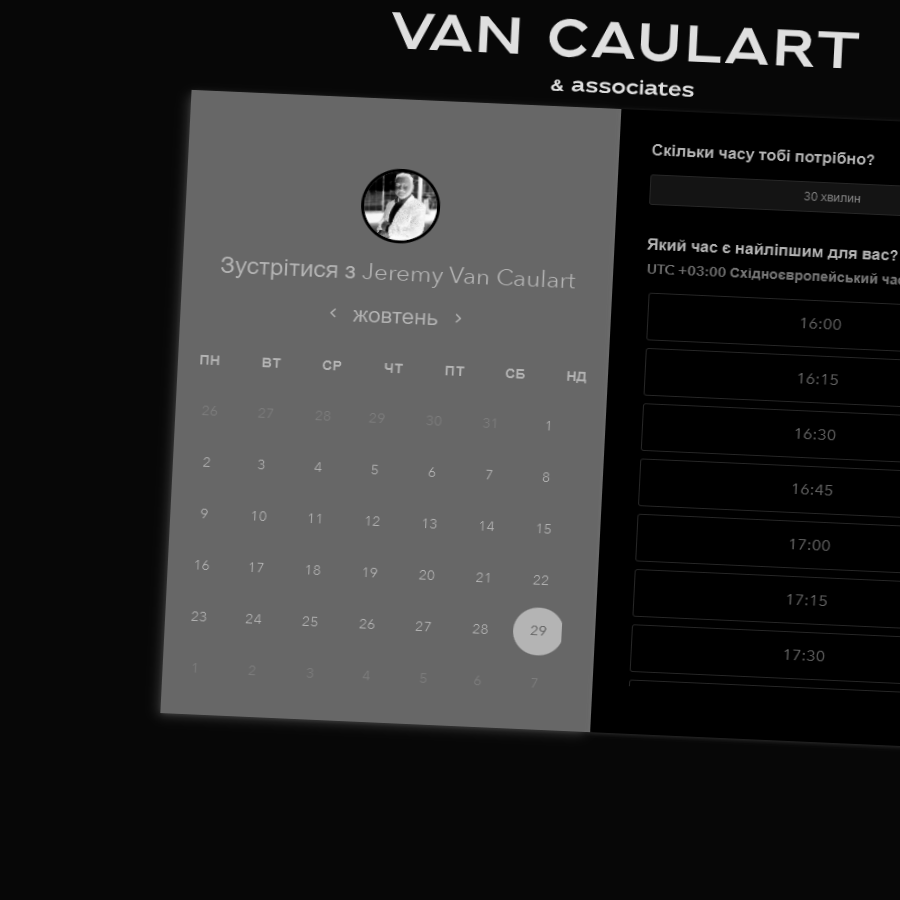 VAN CAULART
& associates
Зустрітися з Jeremy Van Caulart
жовтень
ПН ВТ СР ЧТ ПТ СБ НД
26 27 28 29 30 31 1
2 3 4 5 6 7 8
9 10 11 12 13 14 15
16 17 18 19 20 21 22
23 24 25 26 27 28 29
1 2 3 4 5 6 7
Скільки часу тобі потрібно?
30 хвилин
Який час є найліпшим для вас?
UTC +03:00 Східноєвропейський
16:00
16:15
16:30
16:45
17:00
17:15
17:30